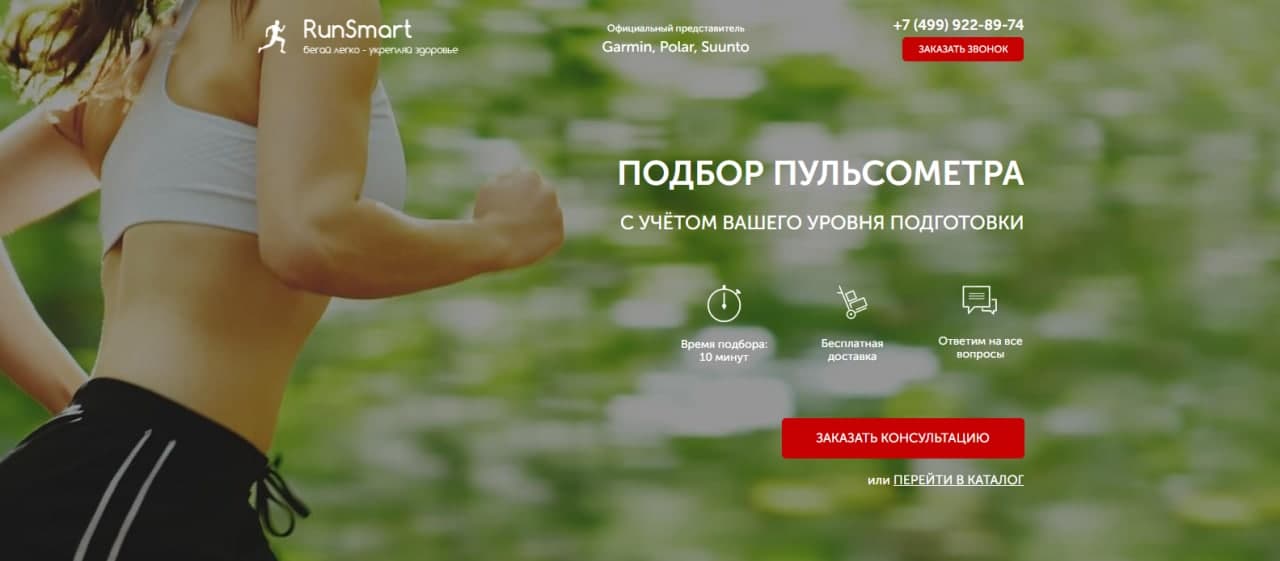 RunSmart
бегай легко - укрепляй здоровье
Официальный представитель
Garmin, Polar, Suunto
+7 (499) 922-89-74
ЗАКАЗАТЬ ЗВОНОК
ПОДБОР ПУЛЬСОМЕТРА
С УЧЁТОМ ВАШЕГО УРОВНЯ ПОДГОТОВКИ
Время подбора:
10 минут
Бесплатная
доставка
Ответим на все
вопросы
ЗАКАЗАТЬ КОНСУЛЬТАЦИЮ
или ПЕРЕЙТИ В КАТАЛОГ